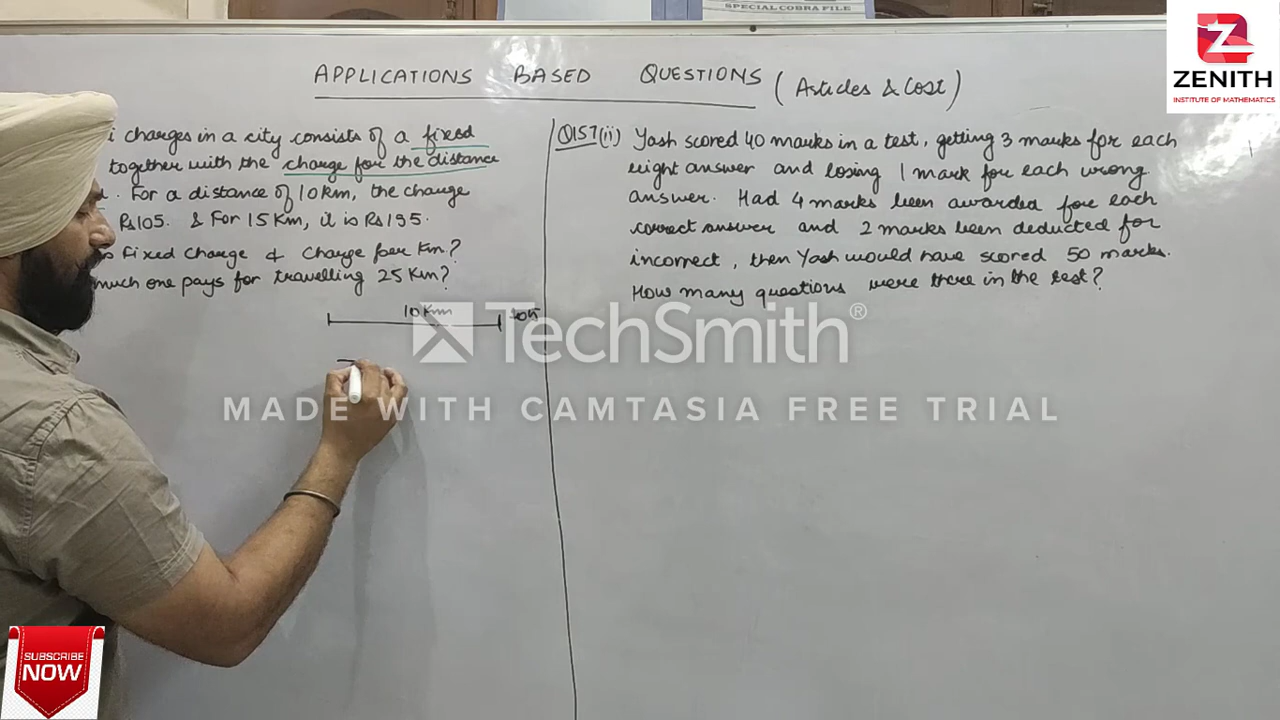 SPECIAL COBRA FILE
ZENITH
INSTITUTE OF MATHEMATICS
APPLICATIONS BASED QUESTIONS (Articles & Cost)
i charges in a city consists of a fixed
together with the charge for the distance
. For a distance of 10 km, the charge
Rs105. & For 15 Km, it is Rs155.
Fixed Charge & Charge per Km?
much one pays for travelling 25 Km?
10 Km 105
Q157(ii) Yash scored 40 marks in a test, getting 3 marks for each
right answer and losing 1 mark for each wrong
answer. Had 4 marks been awarded for each
correct answer and 2 marks been deducted for
incorrect, then Yash would have scored 50 marks.
How many questions were there in the test?
TechSmith®
MADE WITH CAMTASIA FREE TRIAL
SUBSCRIBE
NOW